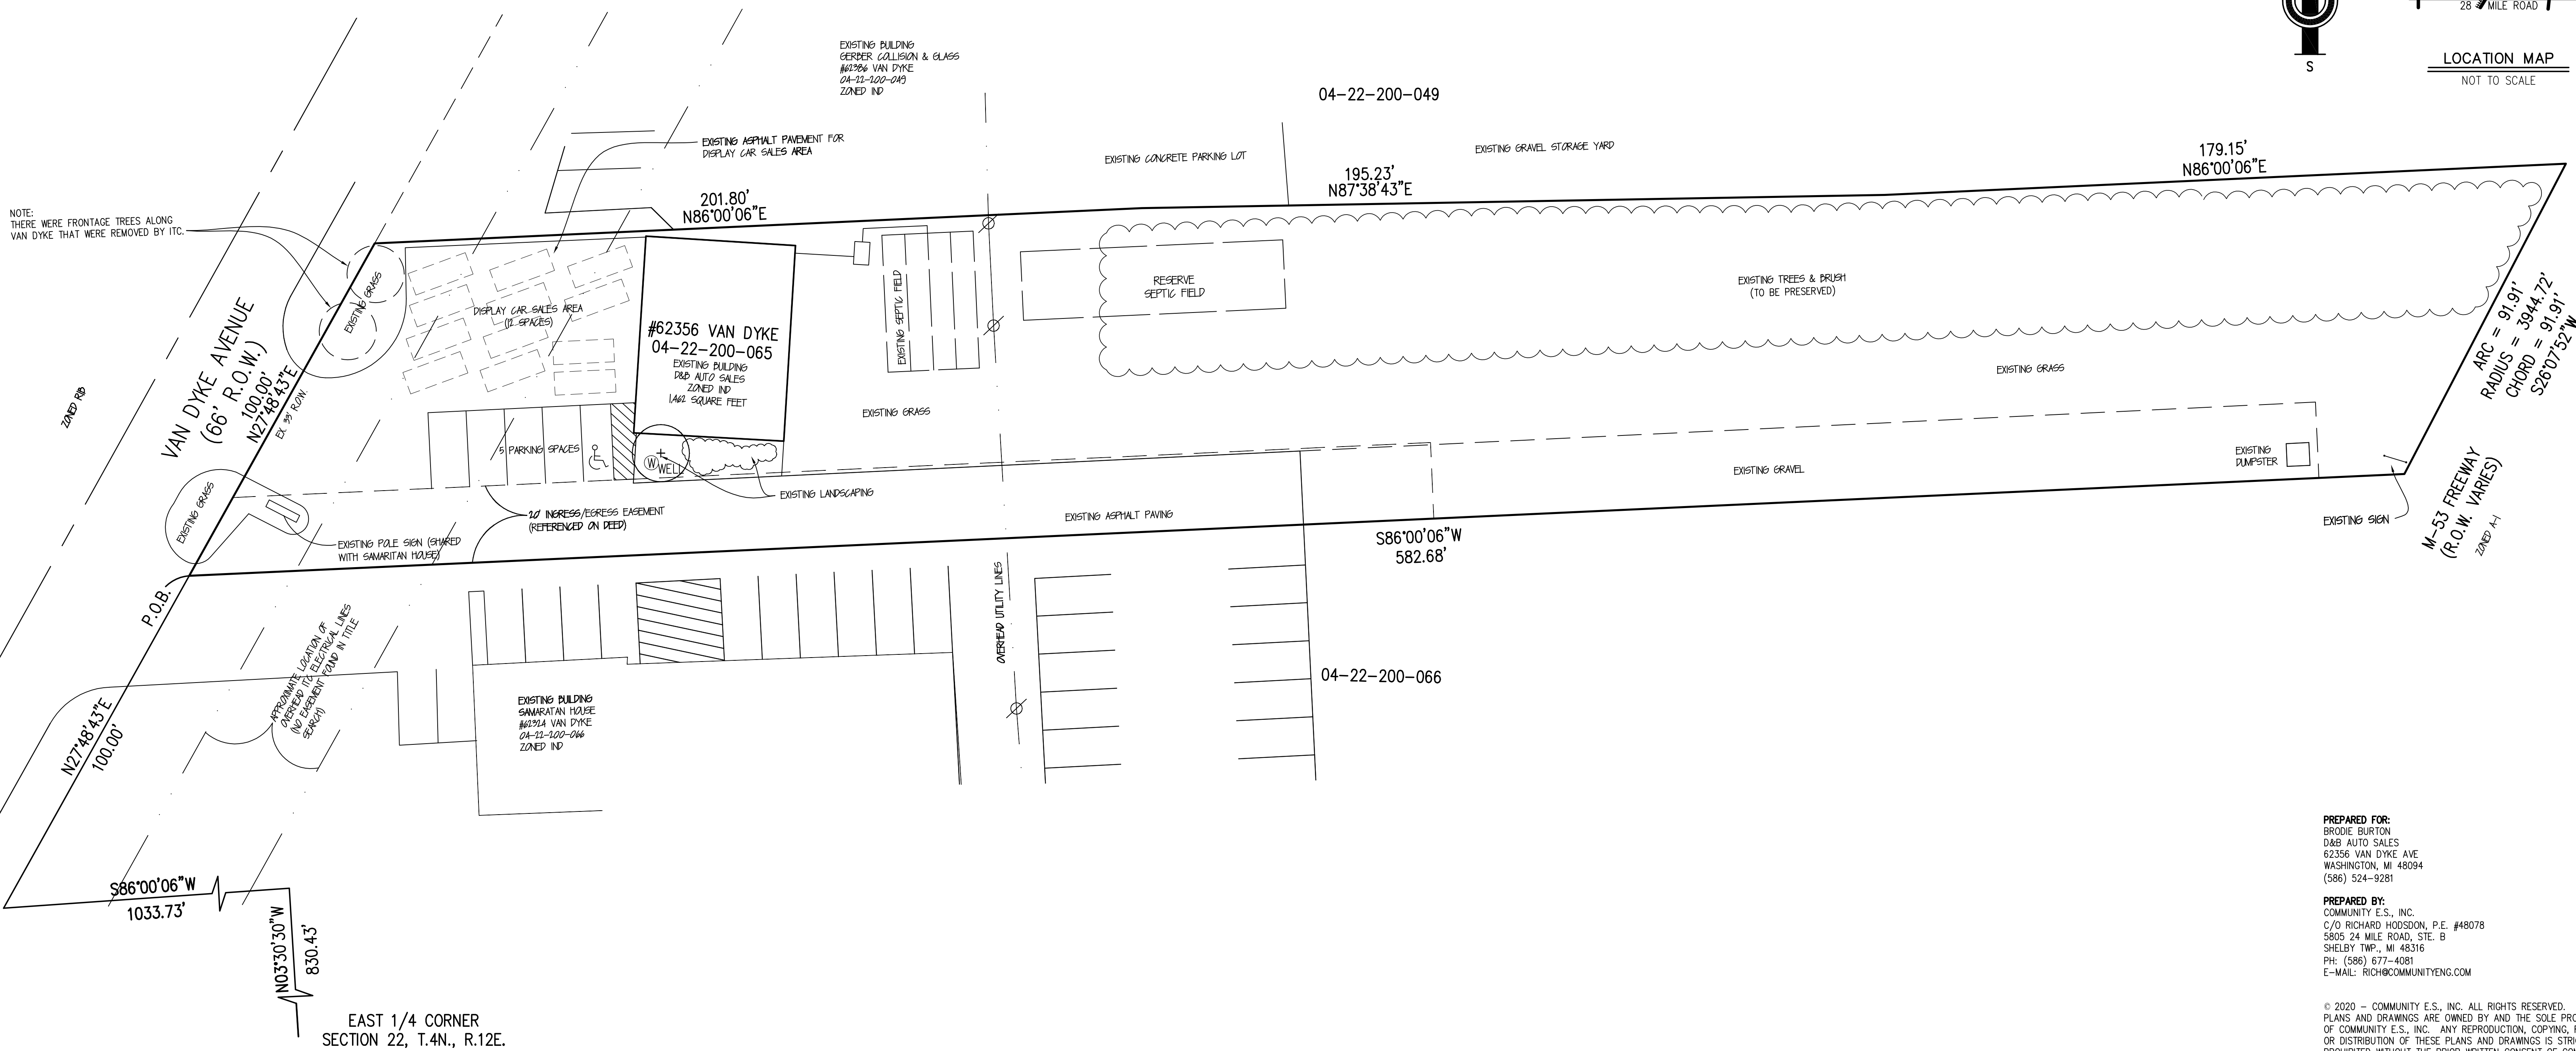 28 MILE ROAD
S
LOCATION MAP
NOT TO SCALE
EXISTING BUILDING
GERBER COLLISION & GLASS
#62386 VAN DYKE
04-22-200-049
ZONED IND
04-22-200-049
EXISTING ASPHALT PAVEMENT FOR
DISPLAY CAR SALES AREA
EXISTING CONCRETE PARKING LOT
EXISTING GRAVEL STORAGE YARD
201.80'
N86°00'06"E
195.23'
N87°38'43"E
179.15'
N86°00'06"E
NOTE:
THERE WERE FRONTAGE TREES ALONG
VAN DYKE THAT WERE REMOVED BY ITC.
EXISTING GRASS
DISPLAY CAR SALES AREA
(12 SPACES)
#62356 VAN DYKE
04-22-200-065
EXISTING BUILDING
D&B AUTO SALES
ZONED IND
1,462 SQUARE FEET
EXISTING SEPTIC FIELD
RESERVE
SEPTIC FIELD
EXISTING TREES & BRUSH
(TO BE PRESERVED)
ARC = 91.91'
RADIUS = 3944.72'
CHORD = 91.91'
S26°07'52"W
VAN DYKE AVENUE
(66' R.O.W.)
100.00'
N27°48'43"E
EX. 33' R.O.W.
ZONED
EXISTING GRASS
EXISTING GRASS
5 PARKING SPACES
W
WELL
EXISTING LANDSCAPING
EXISTING GRAVEL
EXISTING
DUMPSTER
EXISTING GRASS
20' INGRESS/EGRESS EASEMENT
(REFERENCED ON DEED)
EXISTING ASPHALT PAVING
EXISTING POLE SIGN (SHARED
WITH SAMARITAN HOUSE)
S86°00'06"W
582.68'
EXISTING SIGN
M-53 FREEWAY
(R.O.W. VARIES)
ZONED A-1
P.O.B.
OVERHEAD UTILITY LINES
APPROXIMATE LOCATION OF
OVERHEAD ITC ELECTRICAL LINES
(NO EASEMENT FOUND IN TITLE
SEARCH)
N27°48'43"E
100.00'
EXISTING BUILDING
SAMARATAN HOUSE
#62324 VAN DYKE
04-22-200-066
ZONED IND
04-22-200-066
S86°00'06"W
1033.73'
N03°30'30"W
830.43'
EAST 1/4 CORNER
SECTION 22, T.4N., R.12E.
PREPARED FOR:
BRODIE BURTON
D&B AUTO SALES
62356 VAN DYKE AVE
WASHINGTON, MI 48094
(586) 524-9281
PREPARED BY:
COMMUNITY E.S., INC.
C/O RICHARD HODSDON, P.E. #48078
5805 24 MILE ROAD, STE. B
SHELBY TWP., MI 48316
PH: (586) 677-4081
E-MAIL: RICH@COMMUNITYENG.COM
© 2020 - COMMUNITY E.S., INC. ALL RIGHTS RESERVED.
PLANS AND DRAWINGS ARE OWNED BY AND THE SOLE
OF COMMUNITY E.S., INC. ANY REPRODUCTION, COPYING,
OR DISTRIBUTION OF THESE PLANS AND DRAWINGS IS
PROHIBITED WITHOUT THE PRIOR WRITTEN CONSENT OF